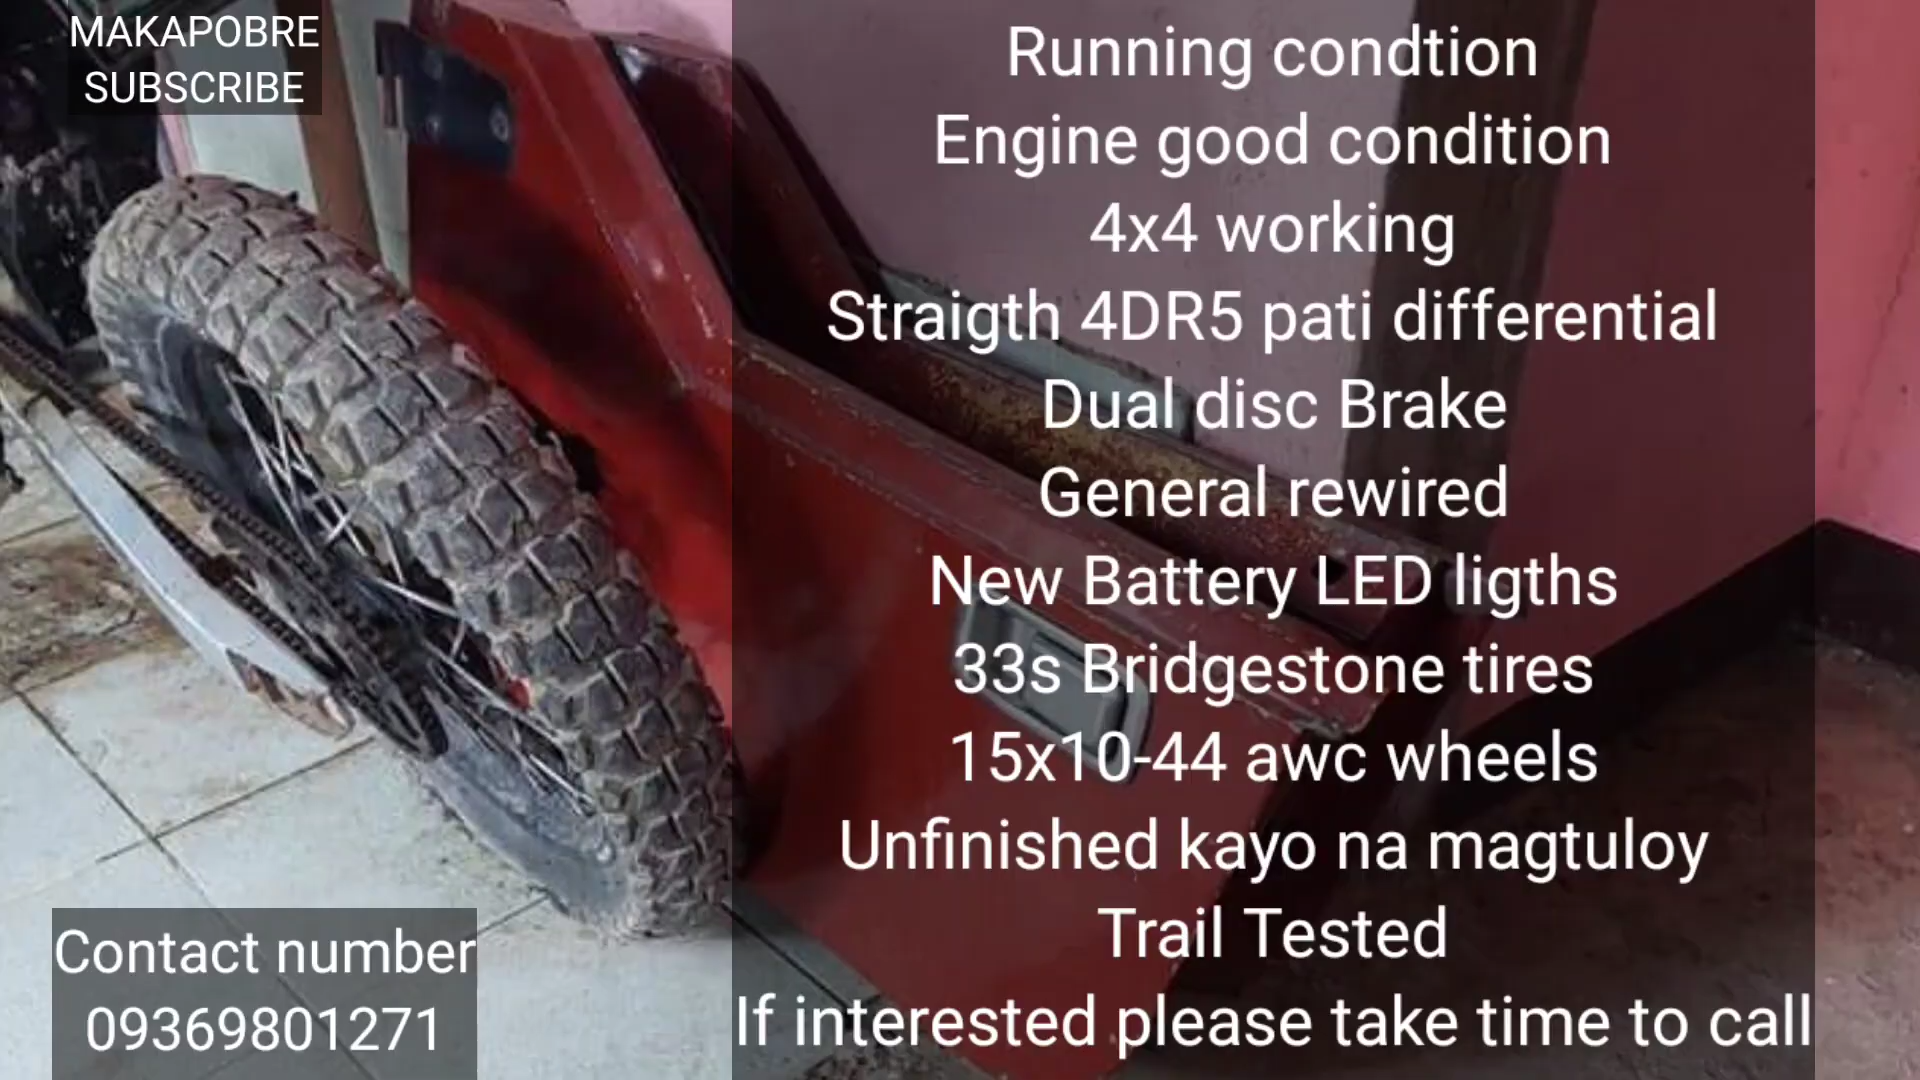 MAKAPOBRE
SUBSCRIBE
Running condtion
Engine good condition
4x4 working
Straigth 4DR5 pati differential
Dual disc Brake
General rewired
New Battery LED ligths
33s Bridgestone tires
15x10-44 awc wheels
Unfinished kayo na magtuloy
Trail Tested
If interested please take time to call
Contact number
09369801271